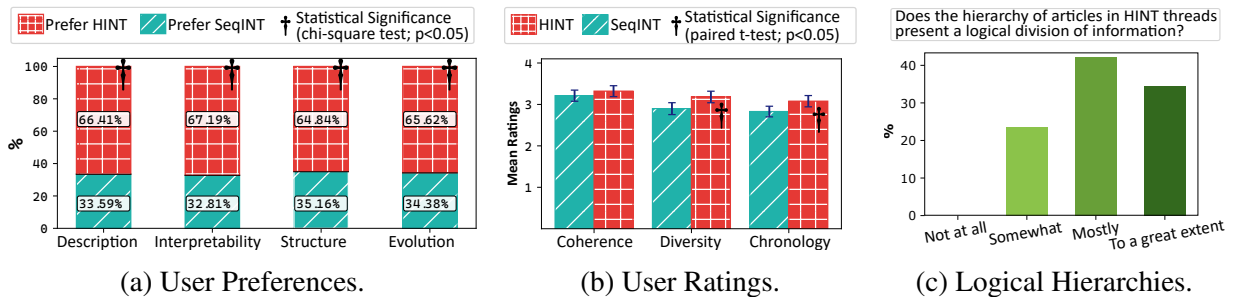 Prefer HINT Prefer SeqINT † Statistical Significance (chi-square test; p<0.05)
%
100
80
60
40
20
0
66.41% 67.19% 64.84% 65.62%
33.59% 32.81% 35.16% 34.38%
Description Interpretability Structure Evolution
(a) User Preferences.
HINT SeqINT † Statistical Significance (paired t-test; p<0.05)
Mean Ratings
4
3
2
1
Coherence Diversity Chronology
(b) User Ratings.
Does the hierarchy of articles in HINT threads
present a logical division of information?
%
40
20
0
Not at all Somewhat Mostly To a great extent
(c) Logical Hierarchies.